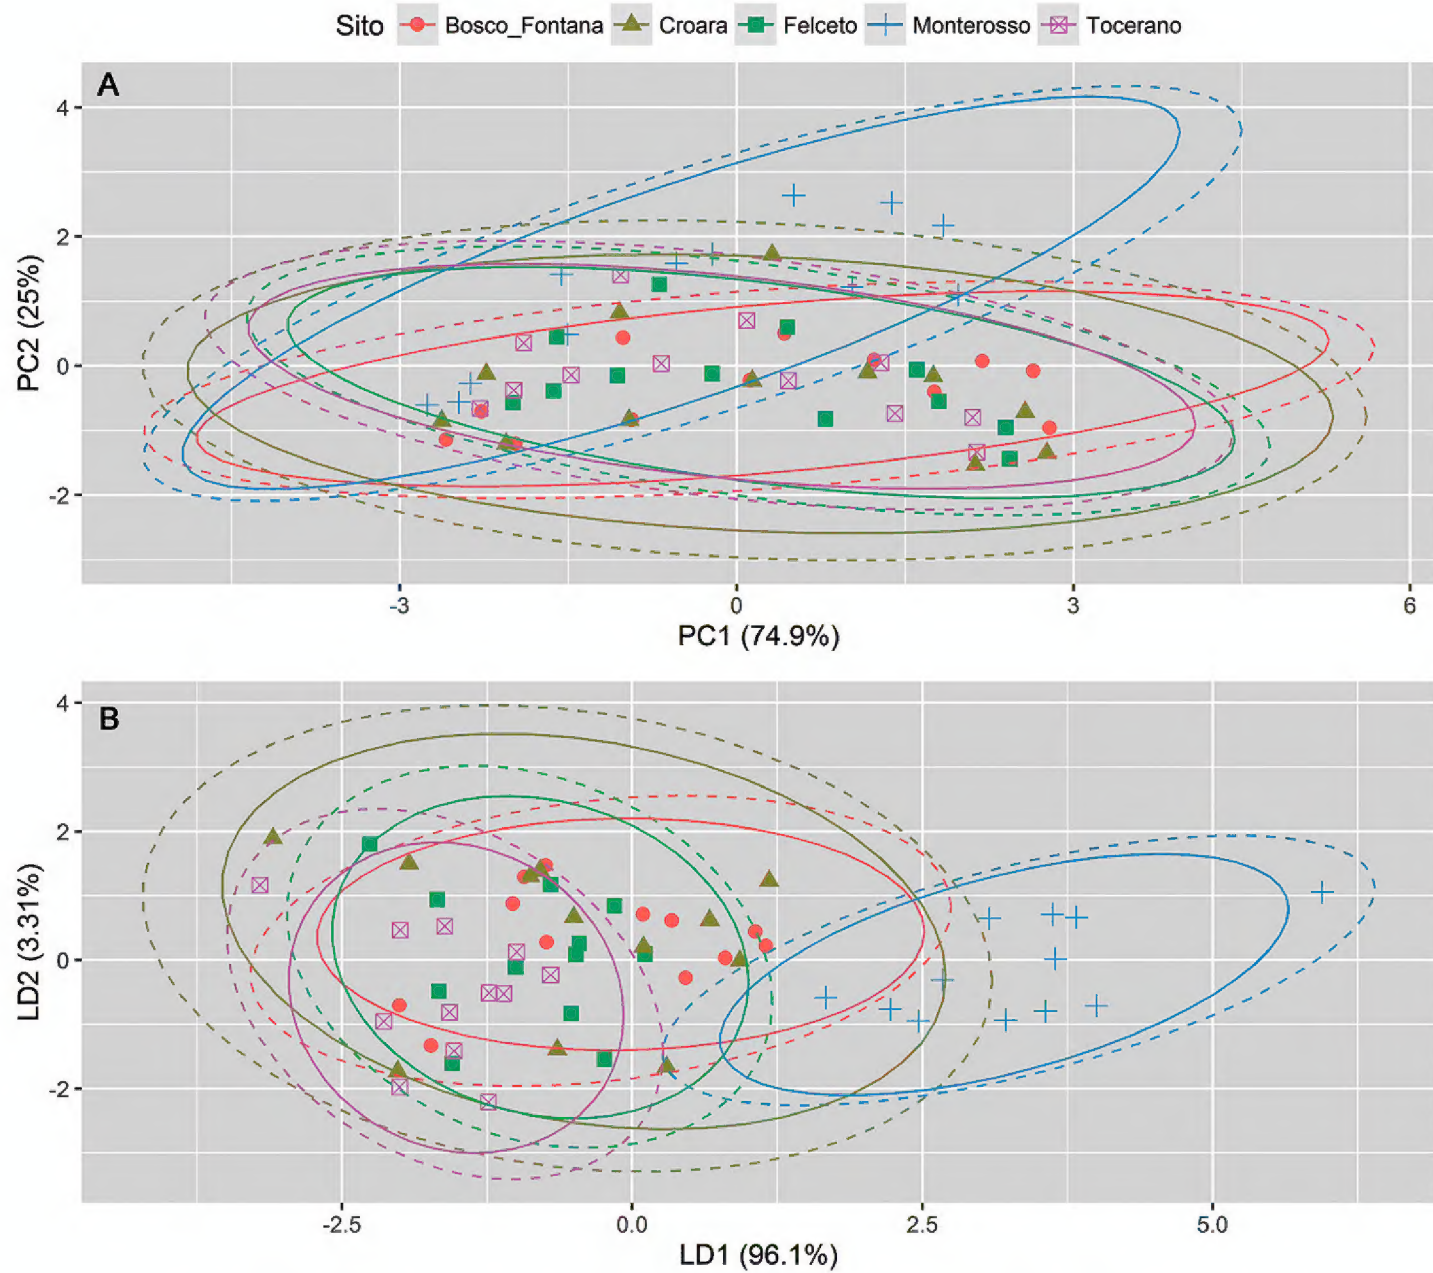 Sito Bosco_Fontana Croara Felceto Monterosso Tocerano
A
4
2
0
-2
PC2 (25%)
-3 0 3 6
PC1 (74.9%)
B
4
2
0
-2
LD2 (3.31%)
-2.5 0.0 2.5 5.0
LD1 (96.1%)